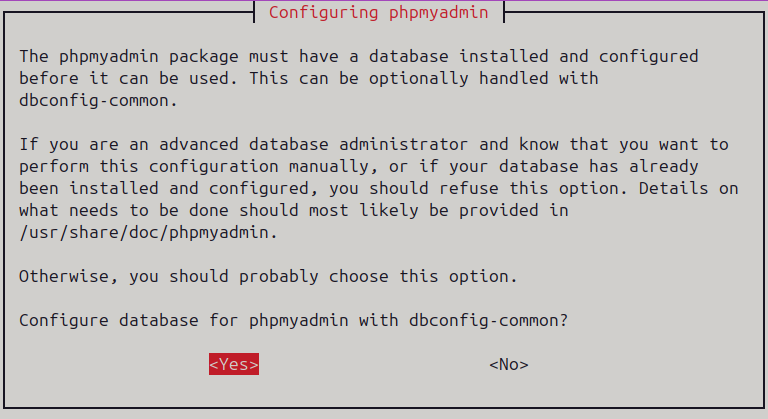 Configuring phpmyadmin
The phpmyadmin package must have a database installed and configured
before it can be used. This can be optionally handled with
dbconfig-common.
If you are an advanced database administrator and know that you want to
perform this configuration manually, or if your database has already
been installed and configured, you should refuse this option. Details on
what needs to be done should most likely be provided in
/usr/share/doc/phpmyadmin.
Otherwise, you should probably choose this option.
Configure database for phpmyadmin with dbconfig-common?
<Yes> <No>